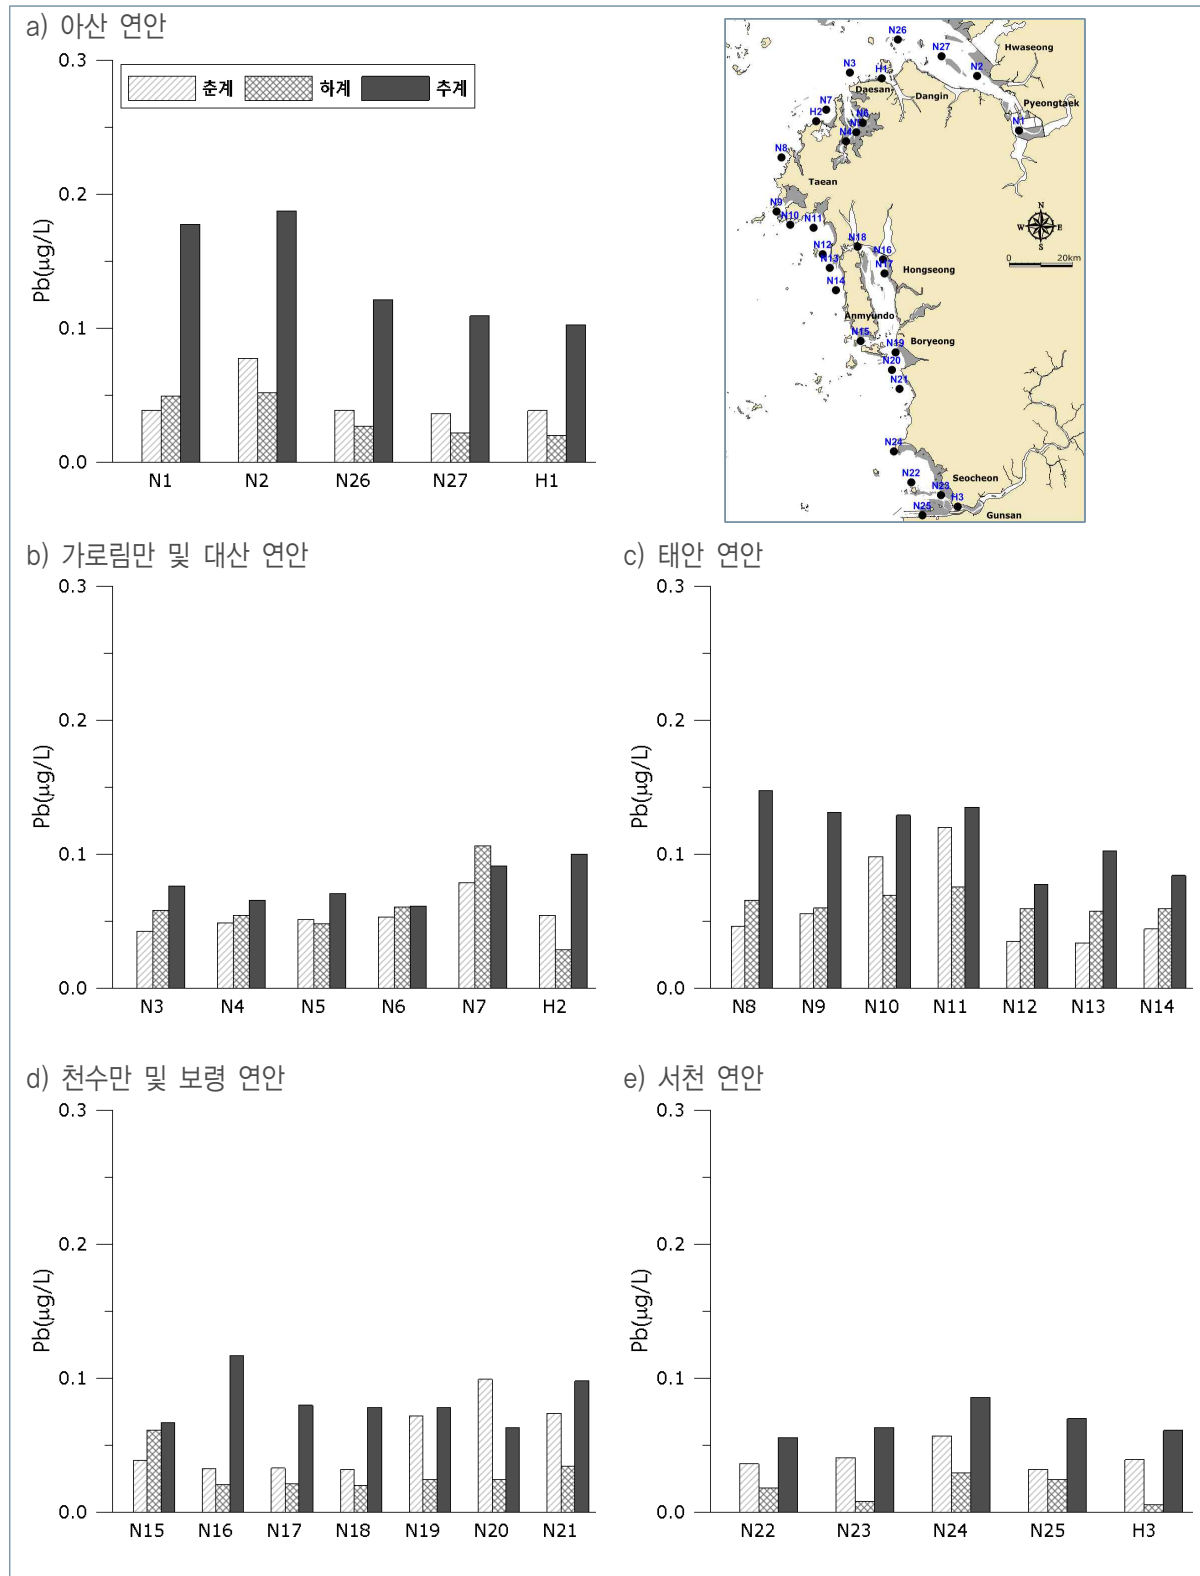 a) 아산 연안
0.3
0.2
0.1
0.0
Pb(μg/L)
춘계 하계 추계
N1 N2 N26 N27 H1
N26
N27
Hwaseong
N3
H1
N2
Daesan
Dangin
Pyeongtaek
N7
H2
N6
N5
N4
N1
N8
Taean
N9
N10
N11
N
W E
S
N18
N12
N16
N13
N17
0 20km
Hongseong
N14
Anmyundo
N15
Boryeong
N19
N20
N21
N24
N22
Seocheon
N23
H3
N25
Gunsan
b) 가로림만 및 대산 연안
0.3
0.2
0.1
0.0
Pb(μg/L)
N3 N4 N5 N6 N7 H2
c) 태안 연안
0.3
0.2
0.1
0.0
Pb(μg/L)
N8 N9 N10 N11 N12 N13 N14
d) 천수만 및 보령 연안
0.3
0.2
0.1
0.0
Pb(μg/L)
N15 N16 N17 N18 N19 N20 N21
e) 서천 연안
0.3
0.2
0.1
0.0
Pb(μg/L)
N22 N23 N24 N25 H3